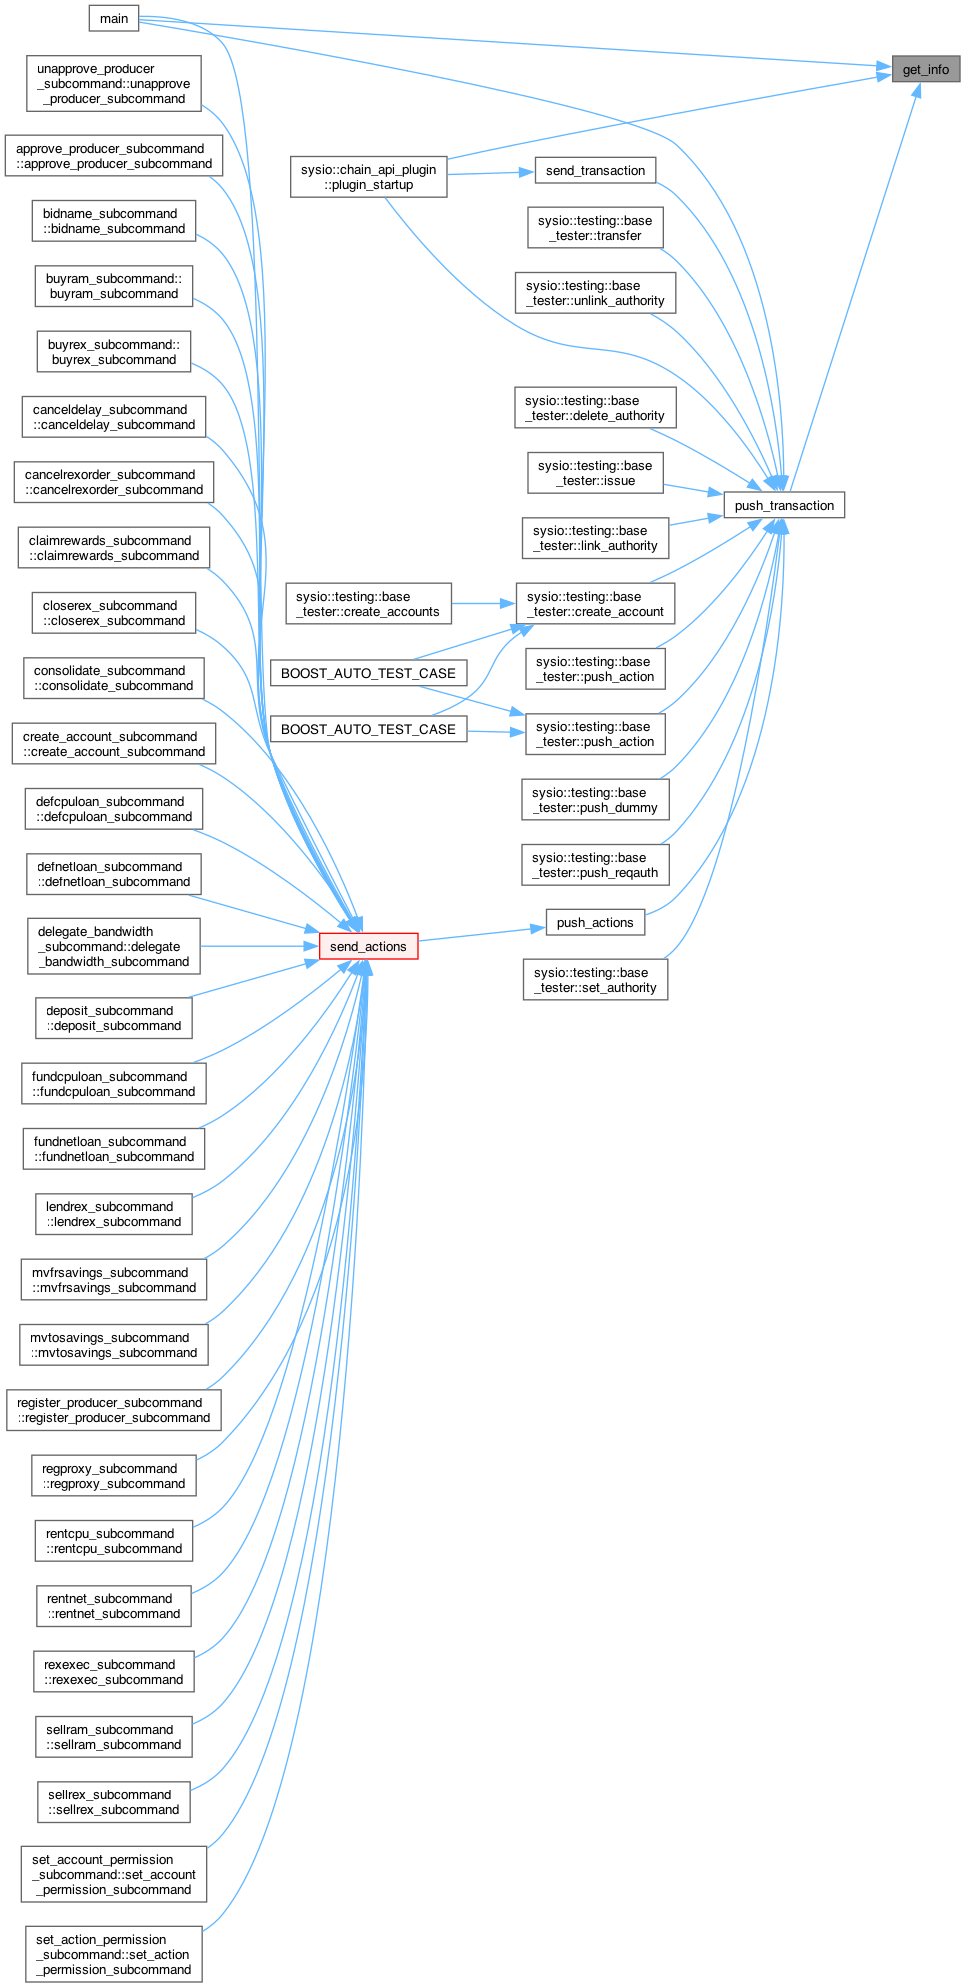 main
unapprove_producer
_subcommand::unapprove
_producer_subcommand
approve_producer_subcommand
::approve_producer_subcommand
bidname_subcommand
::bidname_subcommand
buyram_subcommand::
buyram_subcommand
buyrex_subcommand::
buyrex_subcommand
canceldelay_subcommand
::canceldelay_subcommand
cancelrexorder_subcommand
::cancelrexorder_subcommand
claimrewards_subcommand
::claimrewards_subcommand
closerex_subcommand
::closerex_subcommand
consolidate_subcommand
::consolidate_subcommand
create_account_subcommand
::create_account_subcommand
defcpuloan_subcommand
::defcpuloan_subcommand
defnetloan_subcommand
::defnetloan_subcommand
delegate_bandwidth
_subcommand::delegate
_bandwidth_subcommand
deposit_subcommand
::deposit_subcommand
fundcpuloan_subcommand
::fundcpuloan_subcommand
fundnetloan_subcommand
::fundnetloan_subcommand
lendrex_subcommand
::lendrex_subcommand
mvfrsavings_subcommand
::mvfrsavings_subcommand
mvtosavings_subcommand
::mvtosavings_subcommand
register_producer_subcommand
::register_producer_subcommand
regproxy_subcommand
::regproxy_subcommand
rentcpu_subcommand
::rentcpu_subcommand
rentnet_subcommand
::rentnet_subcommand
rexexec_subcommand
::rexexec_subcommand
sellram_subcommand
::sellram_subcommand
sellrex_subcommand
::sellrex_subcommand
set_account_permission
_subcommand::set_account
_permission_subcommand
set_action_permission
_subcommand::set_action
_permission_subcommand
sysio::chain_api_plugin
::plugin_startup
sysio::testing::base
_tester::create_accounts
BOOST_AUTO_TEST_CASE
BOOST_AUTO_TEST_CASE
send_actions
send_transaction
sysio::testing::base
_tester::transfer
sysio::testing::base
_tester::unlink_authority
sysio::testing::base
_tester::delete_authority
sysio::testing::base
_tester::issue
sysio::testing::base
_tester::link_authority
sysio::testing::base
_tester::create_account
sysio::testing::base
_tester::push_action
sysio::testing::base
_tester::push_action
sysio::testing::base
_tester::push_dummy
sysio::testing::base
_tester::push_reqauth
push_actions
sysio::testing::base
_tester::set_authority
push_transaction
get_info